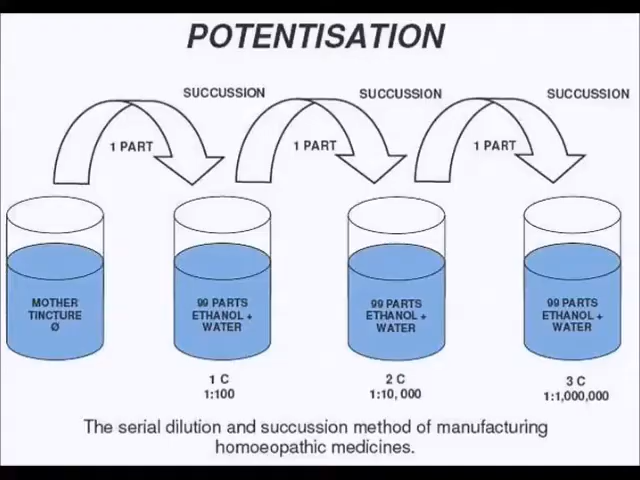 POTENTISATION
SUCCUSSION
SUCCUSSION
SUCCUSSION
1 PART
1 PART
1 PART
MOTHER
TINCTURE
Ø
99 PARTS
ETHANOL +
WATER
99 PARTS
ETHANOL +
WATER
99 PARTS
ETHANOL +
WATER
1 C
1:100
2 C
1:10, 000
3 C
1:1,000,000
The serial dilution and succussion method of manufacturing
homoeopathic medicines.